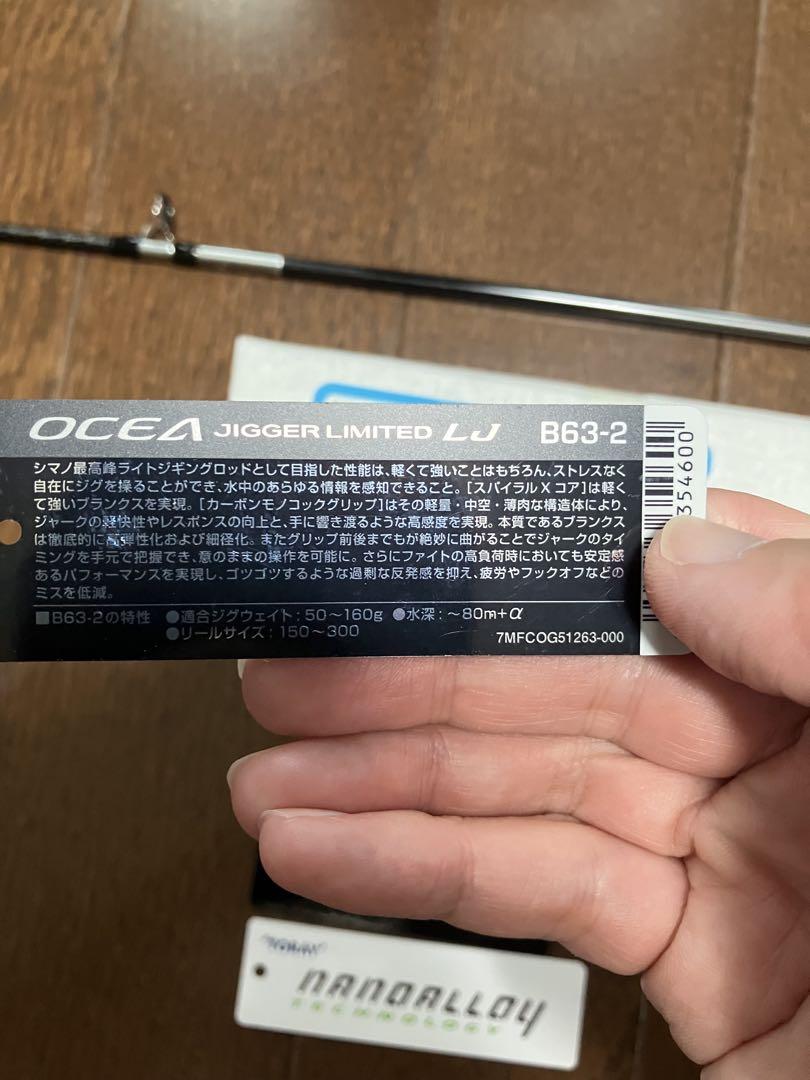 OCEA JIGGER LIMITED LJ B63-2
シマノ最高峰ライトジギングロッドとして目指した性能は、軽くて強いことはもちろん、ストレスなく
自在にジグを操ることができ、水中のあらゆる情報を感知できること。[スパイラルX コア]は軽く
て強いブランクスを実現。[カーボンモノコックグリップ]はその軽量・中空・薄肉な構造体により、
ジャークの軽快性やレスポンスの向上と、手に響き渡るような高感度を実現。本質であるブランクス
は徹底的に高弾性化および細径化。またグリップ前後までもが絶妙に曲がることでジャークのタイ
ミングを手元で把握でき、意のままの操作を可能に。さらにファイトの高負荷時においても安定感
あるパフォーマンスを実現し、ゴツゴツするような過剰な反発感を抑え、疲労やフックオフなどの
ミスを低減。
■B63-2の特性 ●適合ジグウェイト:50~160g ●水深:~80m+α
●リールサイズ:150~300
7MFCOG51263-000
354600
"TORAY"
NANOALLOY
TECHNOLOGY